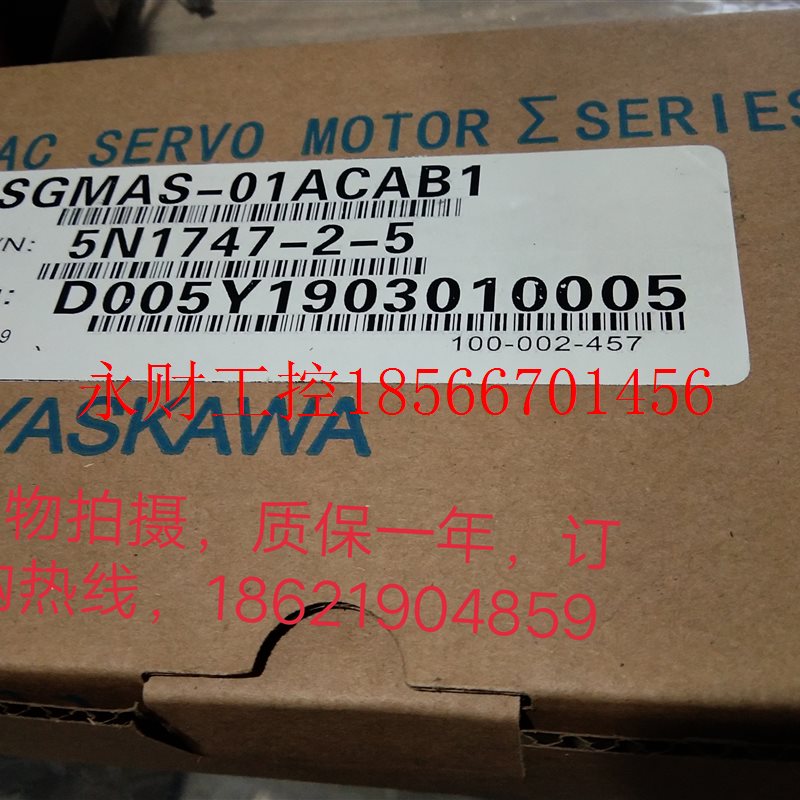 AC SERVO MOTOR Σ SERIES
SGMAS-01ACAB1
/N: 5N1747-2-5
D005Y1903010005
9
100-002-457
永财工控18566701456
YASKAWA
物拍摄，质保一年，订
购热线，18621904859